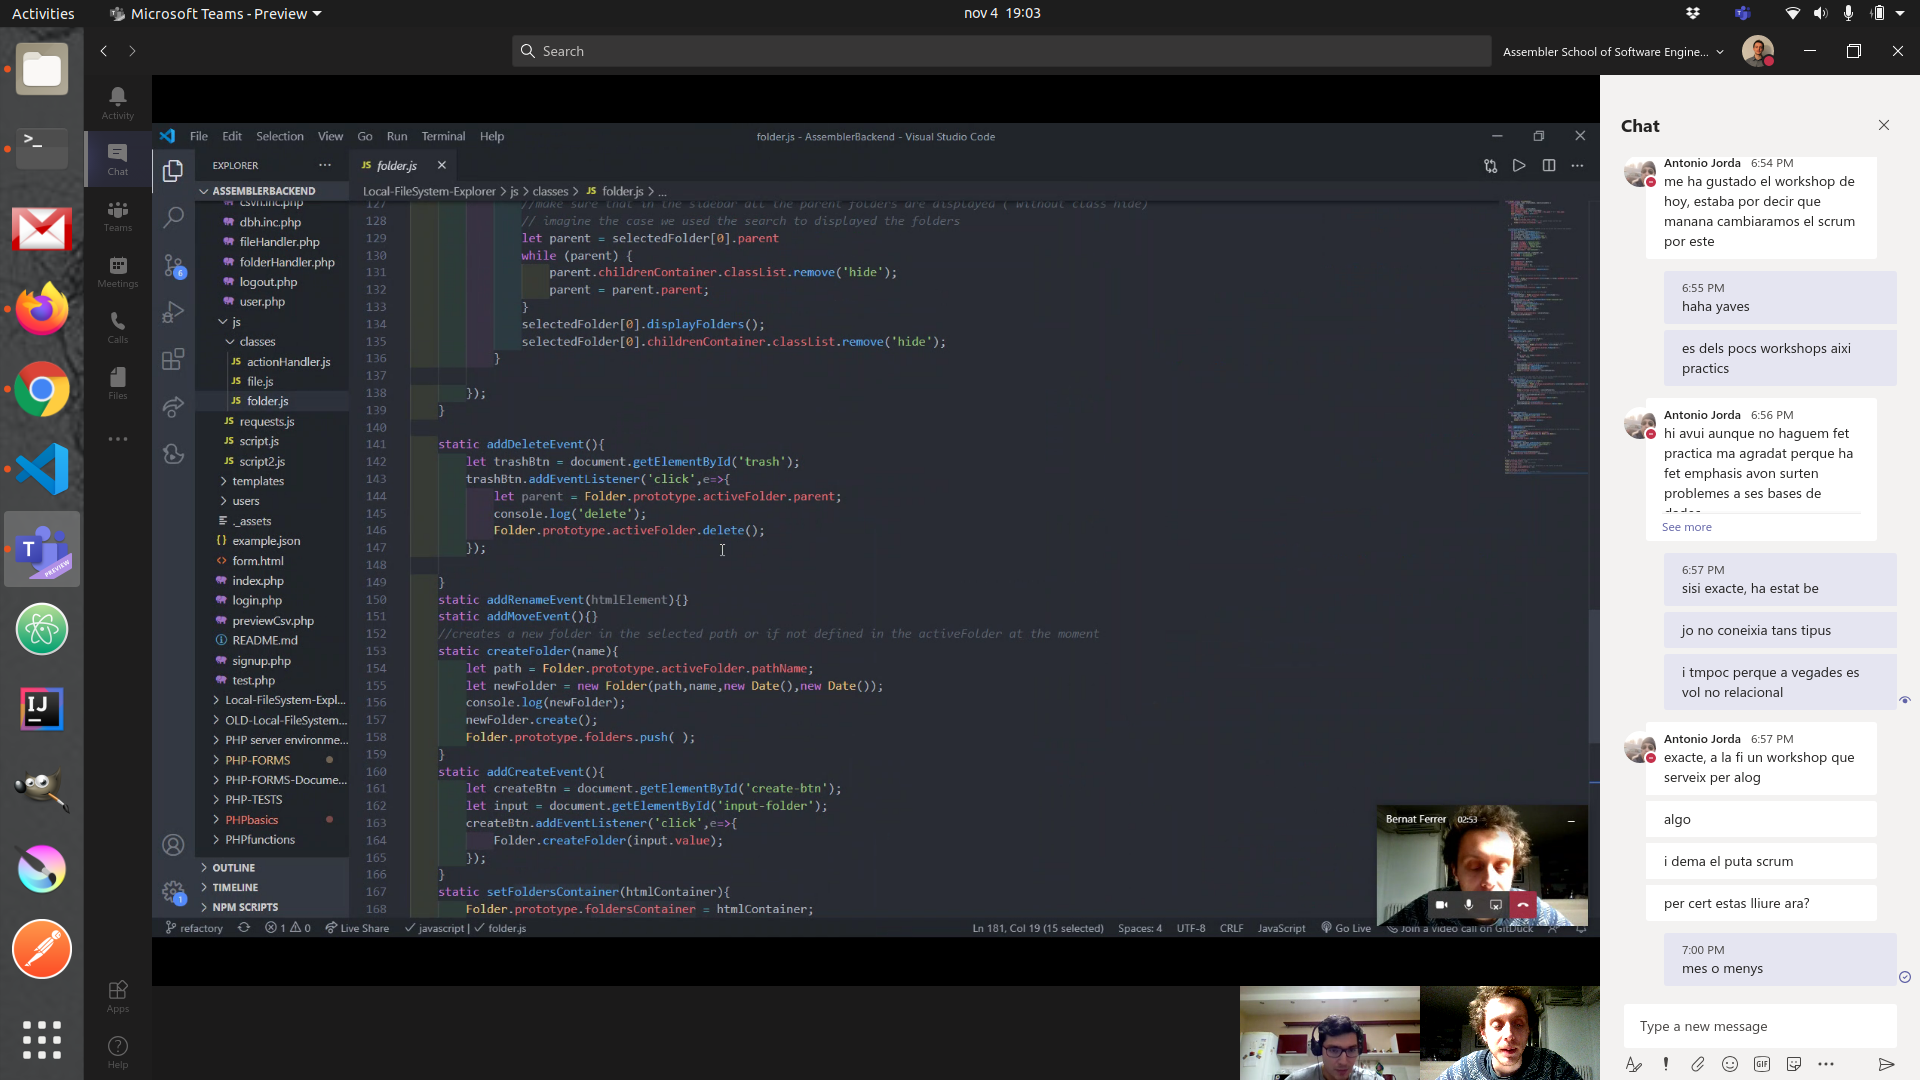 Activities
Microsoft Teams - Preview
nov 4 19:03
Search
Assembler School of Software Engine...
Activity
Chat
Teams
Meetings
Calls
Files
Apps
Help
File Edit Selection View Go Run Terminal Help
folder.js - AssemblerBackend - Visual Studio Code
EXPLORER
JS folder.js
ASSEMBLERBACKEND
Local-FileSystem-Explorer > js > classes > JS folder.js > ...
csvh.inc.php
dbh.inc.php
fileHandler.php
folderHandler.php
logout.php
user.php
js
classes
JS actionHandler.js
JS file.js
JS folder.js
JS requests.js
JS script.js
JS script2.js
templates
users
._assets
{} example.json
<> form.html
index.php
login.php
previewCsv.php
README.md
signup.php
test.php
Local-FileSystem-Expl...
OLD-Local-FileSystem...
PHP server environme...
PHP-FORMS
PHP-FORMS-Docume...
PHP-TESTS
PHPbasics
PHPfunctions
OUTLINE
TIMELINE
NPM SCRIPTS
6
1
127 //make sure that in the sidebar all the parent folders are displayed ( without class hide)
128 // imagine the case we used the search to displayed the folders
129 let parent = selectedFolder[0].parent
130 while (parent) {
131 parent.childrenContainer.classList.remove('hide');
132 parent = parent.parent;
133 }
134 selectedFolder[0].displayFolders();
135 selectedFolder[0].childrenContainer.classList.remove('hide');
136 }
137
138 });
139 }
140
141 static addDeleteEvent(){
142 let trashBtn = document.getElementById('trash');
143 trashBtn.addEventListener('click',e=>{
144 let parent = Folder.prototype.activeFolder.parent;
145 console.log('delete');
146 Folder.prototype.activeFolder.delete();
147 });
148
149 }
150 static addRenameEvent(htmlElement){}
151 static addMoveEvent(){}
152 //creates a new folder in the selected path or if not defined in the activeFolder at the moment
153 static createFolder(name){
154 let path = Folder.prototype.activeFolder.pathName;
155 let newFolder = new Folder(path,name,new Date(),new Date());
156 console.log(newFolder);
157 newFolder.create();
158 Folder.prototype.folders.push( );
159 }
160 static addCreateEvent(){
161 let createBtn = document.getElementById('create-btn');
162 let input = document.getElementById('input-folder');
163 createBtn.addEventListener('click',e=>{
164 Folder.createFolder(input.value);
165 });
166 }
167 static setFoldersContainer(htmlContainer){
168 Folder.prototype.foldersContainer = htmlContainer;
refactory
1 0
Live Share
javascript | folder.js
Ln 181, Col 19 (15 selected)
Spaces: 4
UTF-8
CRLF
JavaScript
Go Live
Join a video call on GitDuck
Bernat Ferrer 02:53
Chat
Antonio Jorda 6:54 PM
me ha gustado el workshop de
hoy, estaba por decir que
manana cambiaramos el scrum
por este
6:55 PM
haha yaves
es dels pocs workshops aixi
practics
Antonio Jorda 6:56 PM
hi avui aunque no haguem fet
practica ma agradat perque ha
fet emphasis avon surten
problemes a ses bases de
dades
See more
6:57 PM
sisi exacte, ha estat be
jo no coneixia tans tipus
i tmpoc perque a vegades es
vol no relacional
Antonio Jorda 6:57 PM
exacte, a la fi un workshop que
serveix per alog
algo
i dema el puta scrum
per cert estas lliure ara?
7:00 PM
mes o menys
Type a new message
GIF